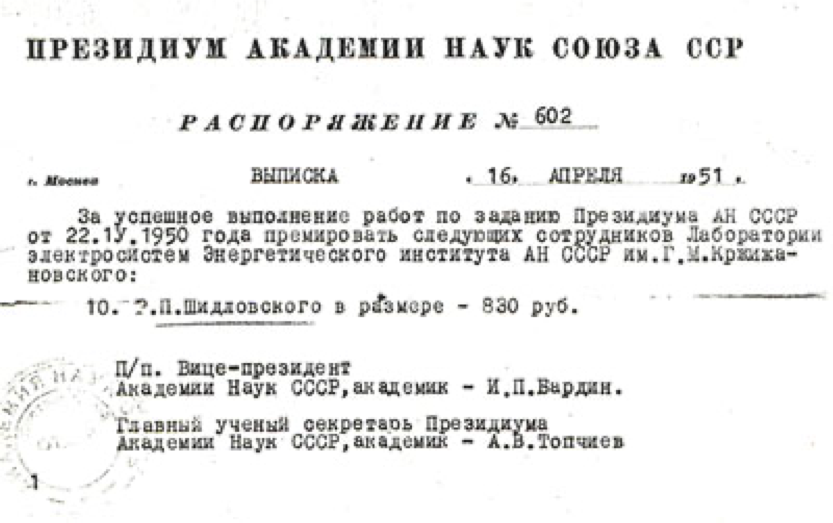 ПРЕЗИДИУМ АКАДЕМИИ НАУК СОЮЗА ССР
РАСПОРЯЖЕНИЕ № 602
г. Москва ВЫПИСКА "16" АПРЕЛЯ 1951 г.
За успешное выполнение работ по заданию Президиума АН СССР
от 22.1У.1950 года премировать следующих сотрудников Лаборатории
электросистем Энергетического института АН СССР им.Г.М.Кржижа-
новского:
10. П.Шидловского в размере - 830 руб.
П/п. Вице-президент
Академии Наук СССР,академик - И.П.Бардин.
Главный ученый секретарь Президиума
Академии Наук СССР,академик - А.В.Топчиев
1